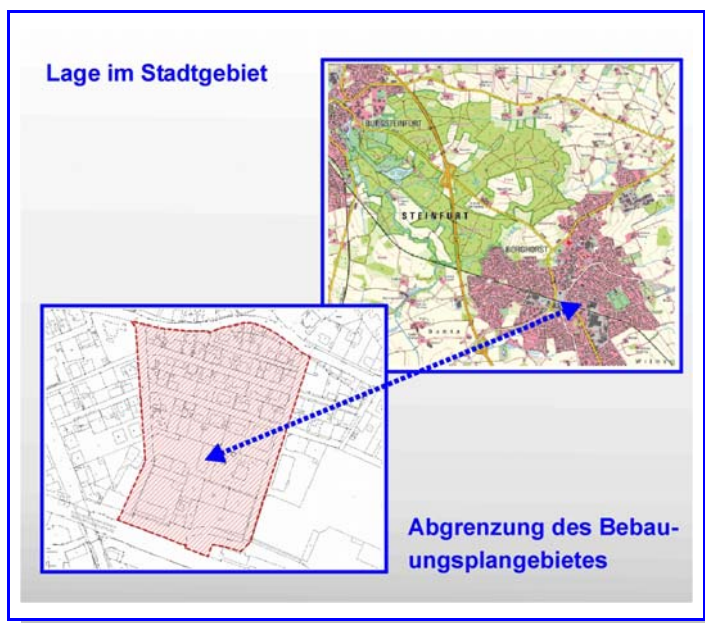 Lage im Stadtgebiet
BURGSTEINFURT
STEINFURT
BORGHORST
Abgrenzung des Bebau-
ungsplangebietes